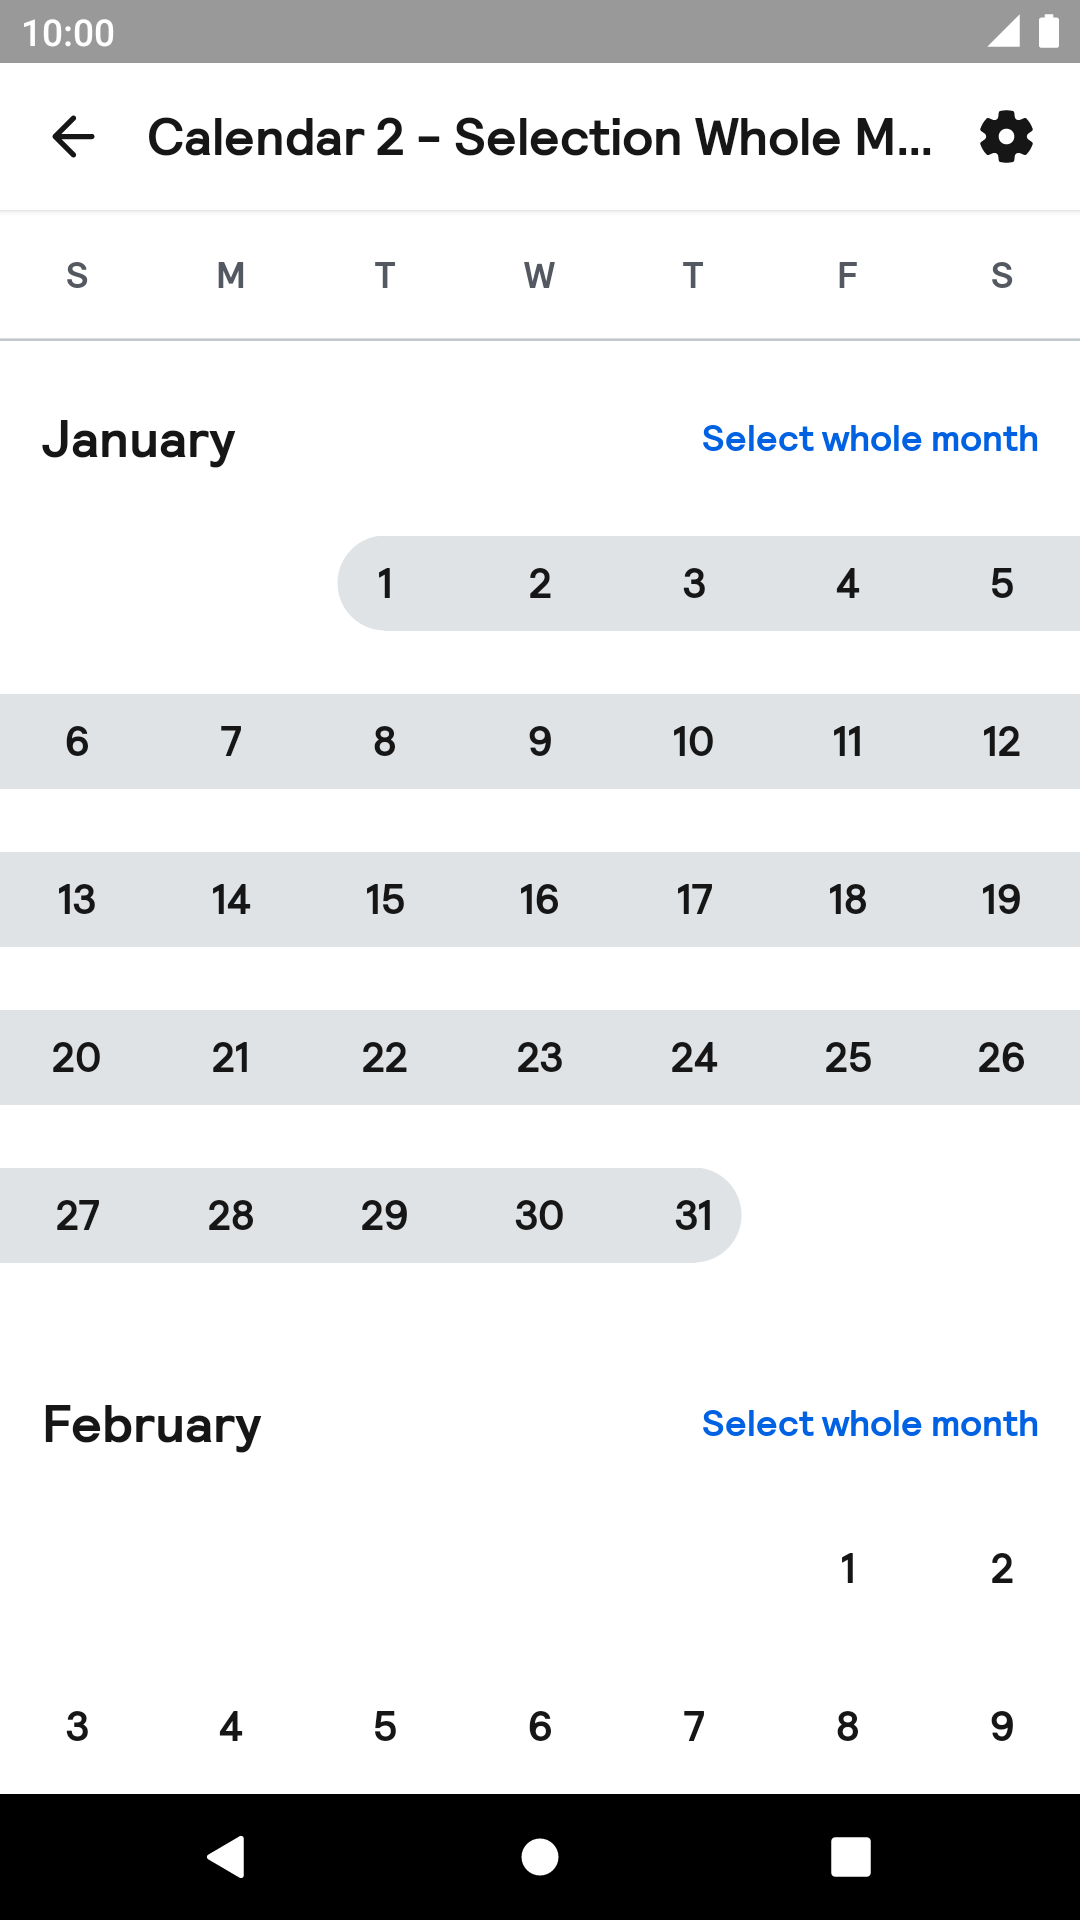 10:00
Calendar 2 – Selection Whole M...
S M T W T F S
January Select whole month
1 2 3 4 5
6 7 8 9 10 11 12
13 14 15 16 17 18 19
20 21 22 23 24 25 26
27 28 29 30 31
February Select whole month
1 2
3 4 5 6 7 8 9